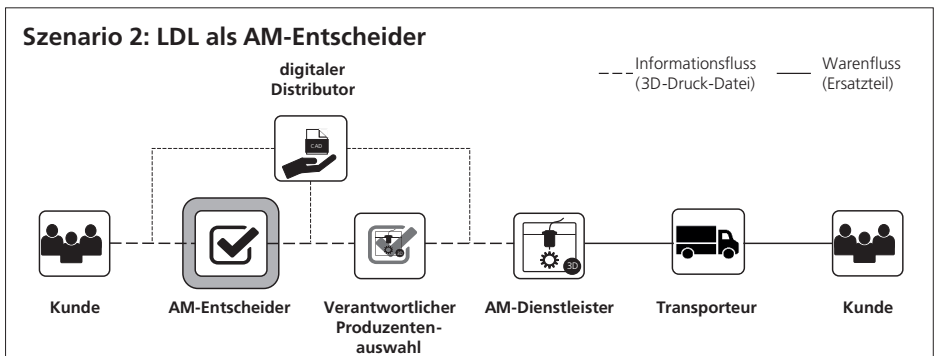 Szenario 2: LDL als AM-Entscheider
digitaler
Distributor
Informationsfluss
(3D-Druck-Datei)
Warenfluss
(Ersatzteil)
CAD
3D
Kunde
AM-Entscheider
Verantwortlicher
Produzenten-
auswahl
AM-Dienstleister
Transporteur
Kunde